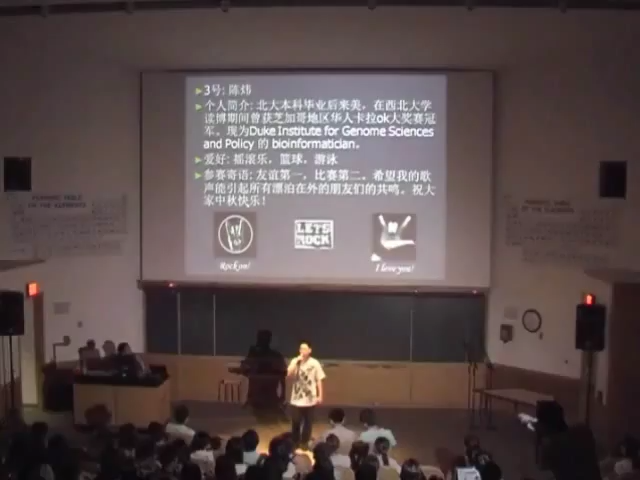 3号: 陈炜
个人简介: 北大本科毕业后来美，在西北大学
读博期间曾获芝加哥地区华人卡拉ok大奖赛冠
军。现为Duke Institute for Genome Sciences
and Policy 的 bioinformatician。
爱好: 摇滚乐，篮球，游泳
参赛寄语: 友谊第一，比赛第二。希望我的歌
声能引起所有漂泊在外的朋友们的共鸣。祝大
家中秋快乐！
LET'S
ROCK
Rock on!
I love you!
PERIODIC TABLE
OF THE ELEMENTS